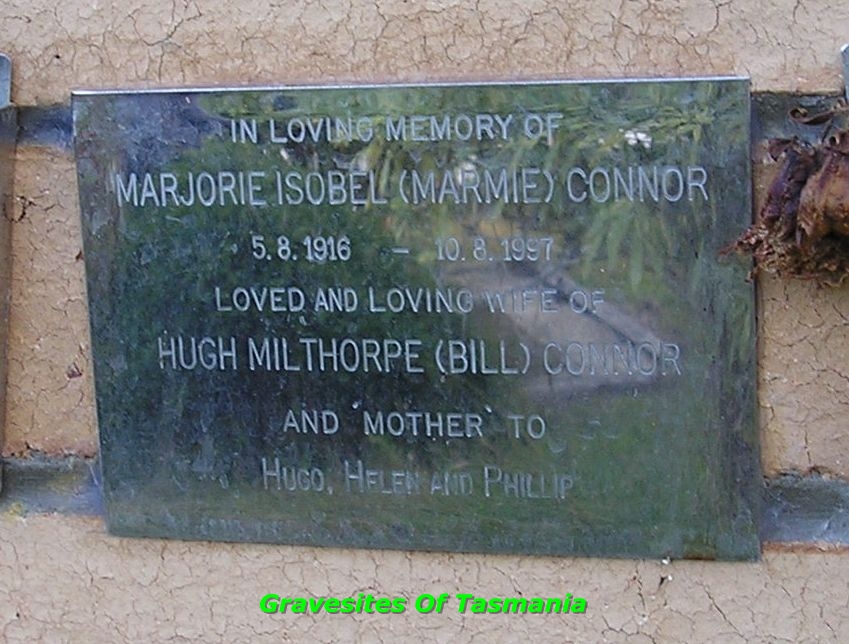 IN LOVING MEMORY OF
MARJORIE ISOBEL (MARMIE) CONNOR
5.8.1916 – 10.8.1997
LOVED AND LOVING WIFE OF
HUGH MILTHORPE (BILL) CONNOR
AND 'MOTHER' TO
HUGO, HELEN AND PHILLIP
Gravesites Of Tasmania